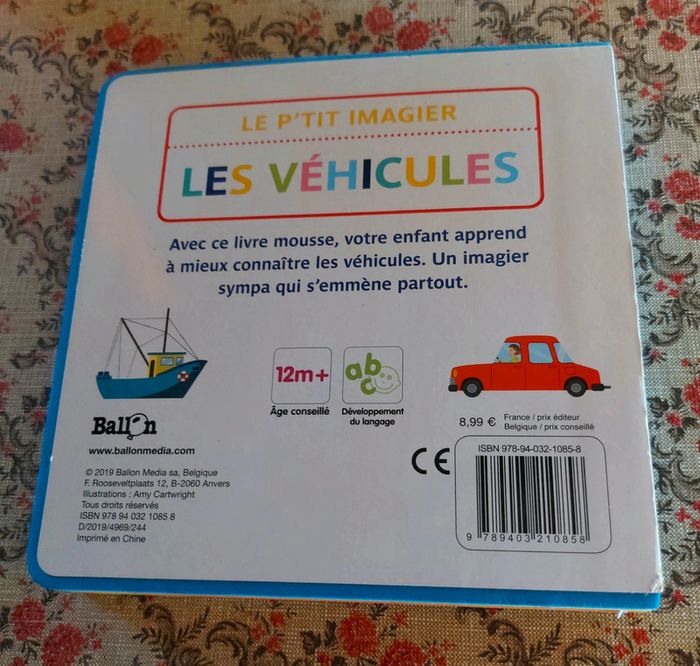 LE P'TIT IMAGIER
LES VÉHICULES
Avec ce livre mousse, votre enfant apprend
à mieux connaître les véhicules. Un imagier
sympa qui s'emmène partout.
12m+
Âge conseillé
abc
Développement
du langage
8,99 € France / prix éditeur
Belgique / prix conseillé
Ballon
www.ballonmedia.com
© 2019 Ballon Media sa, Belgique
F. Rooseveltplaats 12, B-2060 Anvers
Illustrations : Amy Cartwright
Tous droits réservés
ISBN 978 94 032 1085 8
D/2019/4969/244
Imprimé en Chine
CE
ISBN 978-94-032-1085-8
9 789403 210858